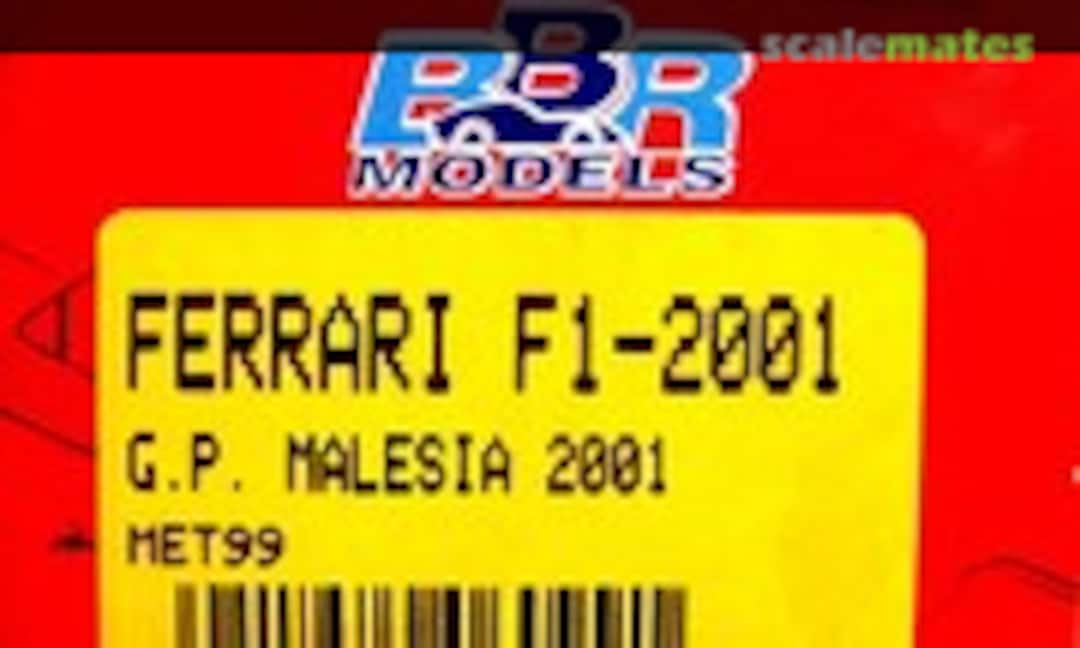 scalemates
BBR
MODELS
FERRARI F1-2001
G.P. MALESIA 2001
MET99